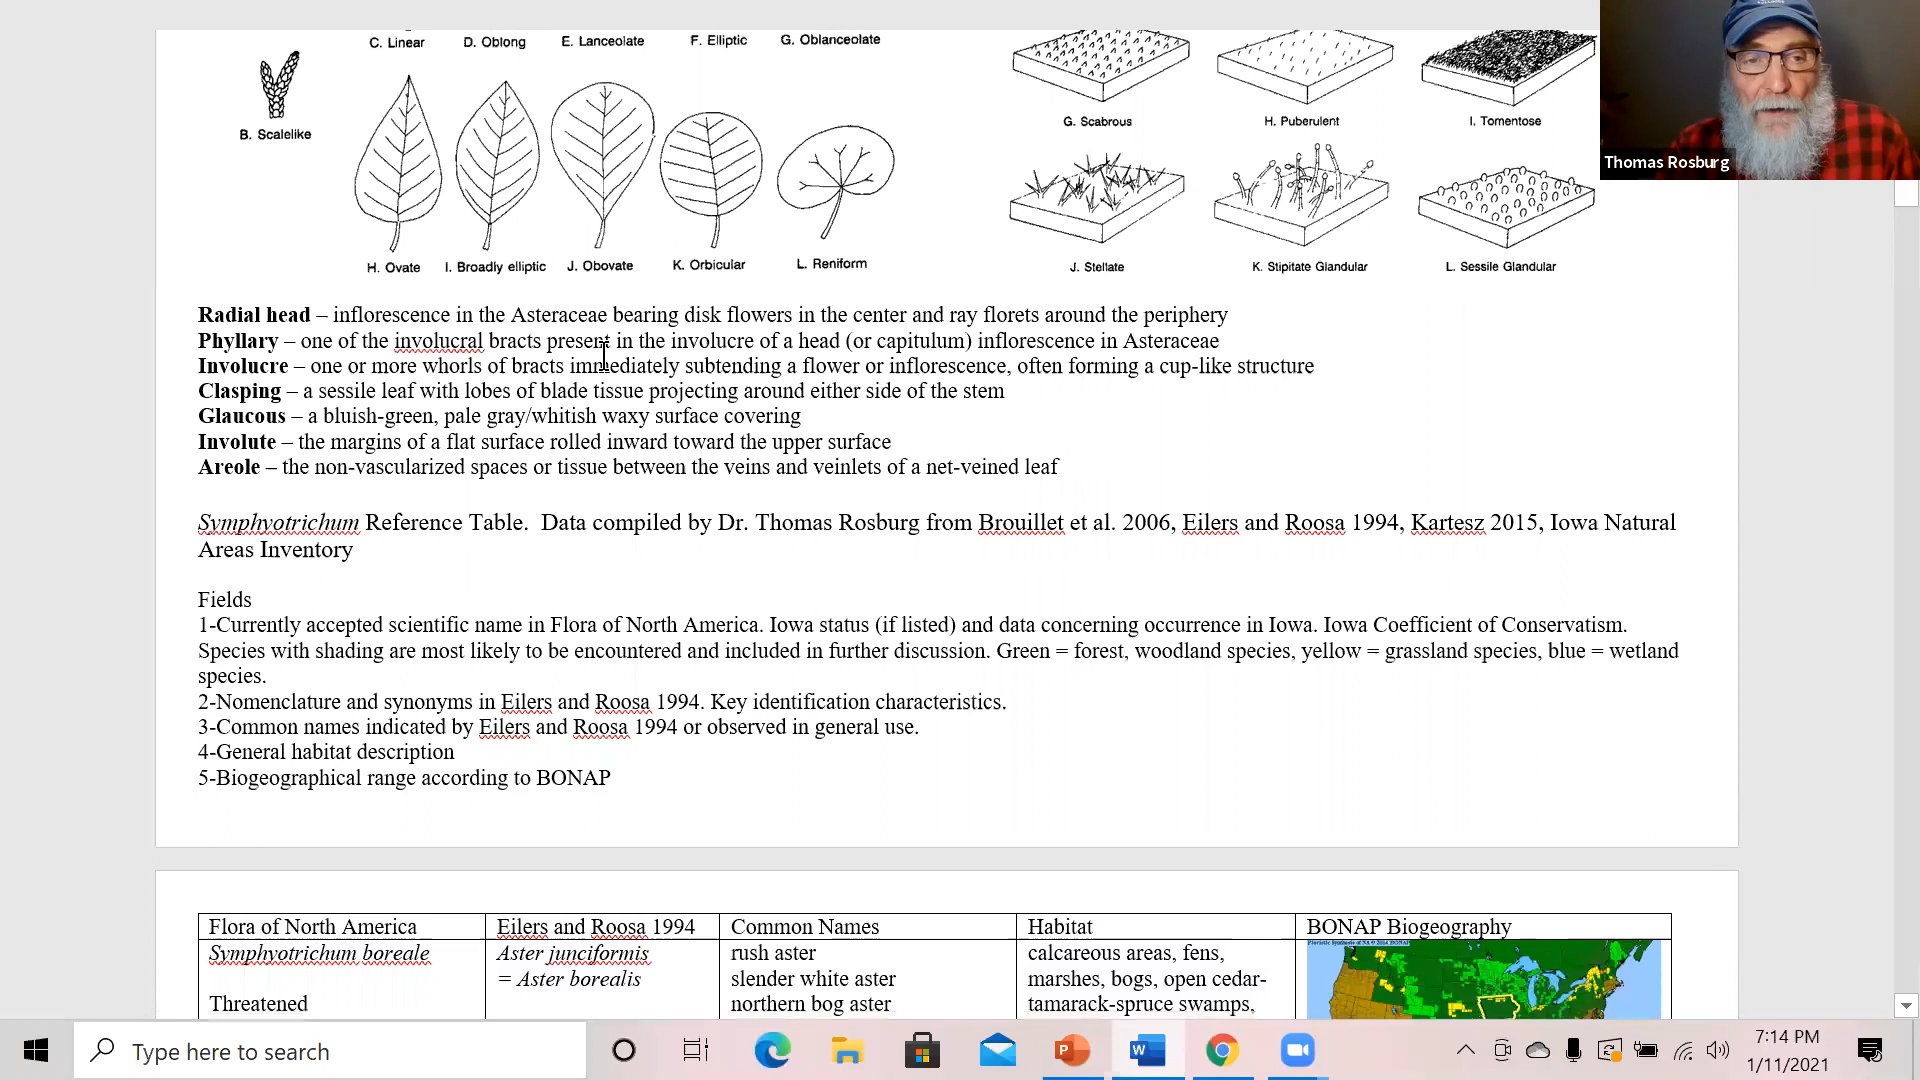 C. Linear D. Oblong E. Lanceolate F. Elliptic G. Oblanceolate
B. Scalelike
G. Scabrous H. Puberulent I. Tomentose
H. Ovate I. Broadly elliptic J. Obovate K. Orbicular L. Reniform
J. Stellate K. Stipitate Glandular L. Sessile Glandular
Thomas Rosburg
Radial head – inflorescence in the Asteraceae bearing disk flowers in the center and ray florets around the periphery
Phyllary – one of the involucral bracts present in the involucre of a head (or capitulum) inflorescence in Asteraceae
Involucre – one or more whorls of bracts immediately subtending a flower or inflorescence, often forming a cup-like structure
Clasping – a sessile leaf with lobes of blade tissue projecting around either side of the stem
Glaucous – a bluish-green, pale gray/whitish waxy surface covering
Involute – the margins of a flat surface rolled inward toward the upper surface
Areole – the non-vascularized spaces or tissue between the veins and veinlets of a net-veined leaf
Symphyotrichum Reference Table. Data compiled by Dr. Thomas Rosburg from Brouillet et al. 2006, Eilers and Roosa 1994, Kartesz 2015, Iowa Natural
Areas Inventory
Fields
1-Currently accepted scientific name in Flora of North America. Iowa status (if listed) and data concerning occurrence in Iowa. Iowa Coefficient of Conservatism.
Species with shading are most likely to be encountered and included in further discussion. Green = forest, woodland species, yellow = grassland species, blue = wetland
species.
2-Nomenclature and synonyms in Eilers and Roosa 1994. Key identification characteristics.
3-Common names indicated by Eilers and Roosa 1994 or observed in general use.
4-General habitat description
5-Biogeographical range according to BONAP
Flora of North America Eilers and Roosa 1994 Common Names Habitat BONAP Biogeography
Symphyotrichum boreale Aster junciformis rush aster calcareous areas, fens,
= Aster borealis slender white aster marshes, bogs, open cedar-
Threatened northern bog aster tamarack-spruce swamps,
Type here to search
7:14 PM
1/11/2021